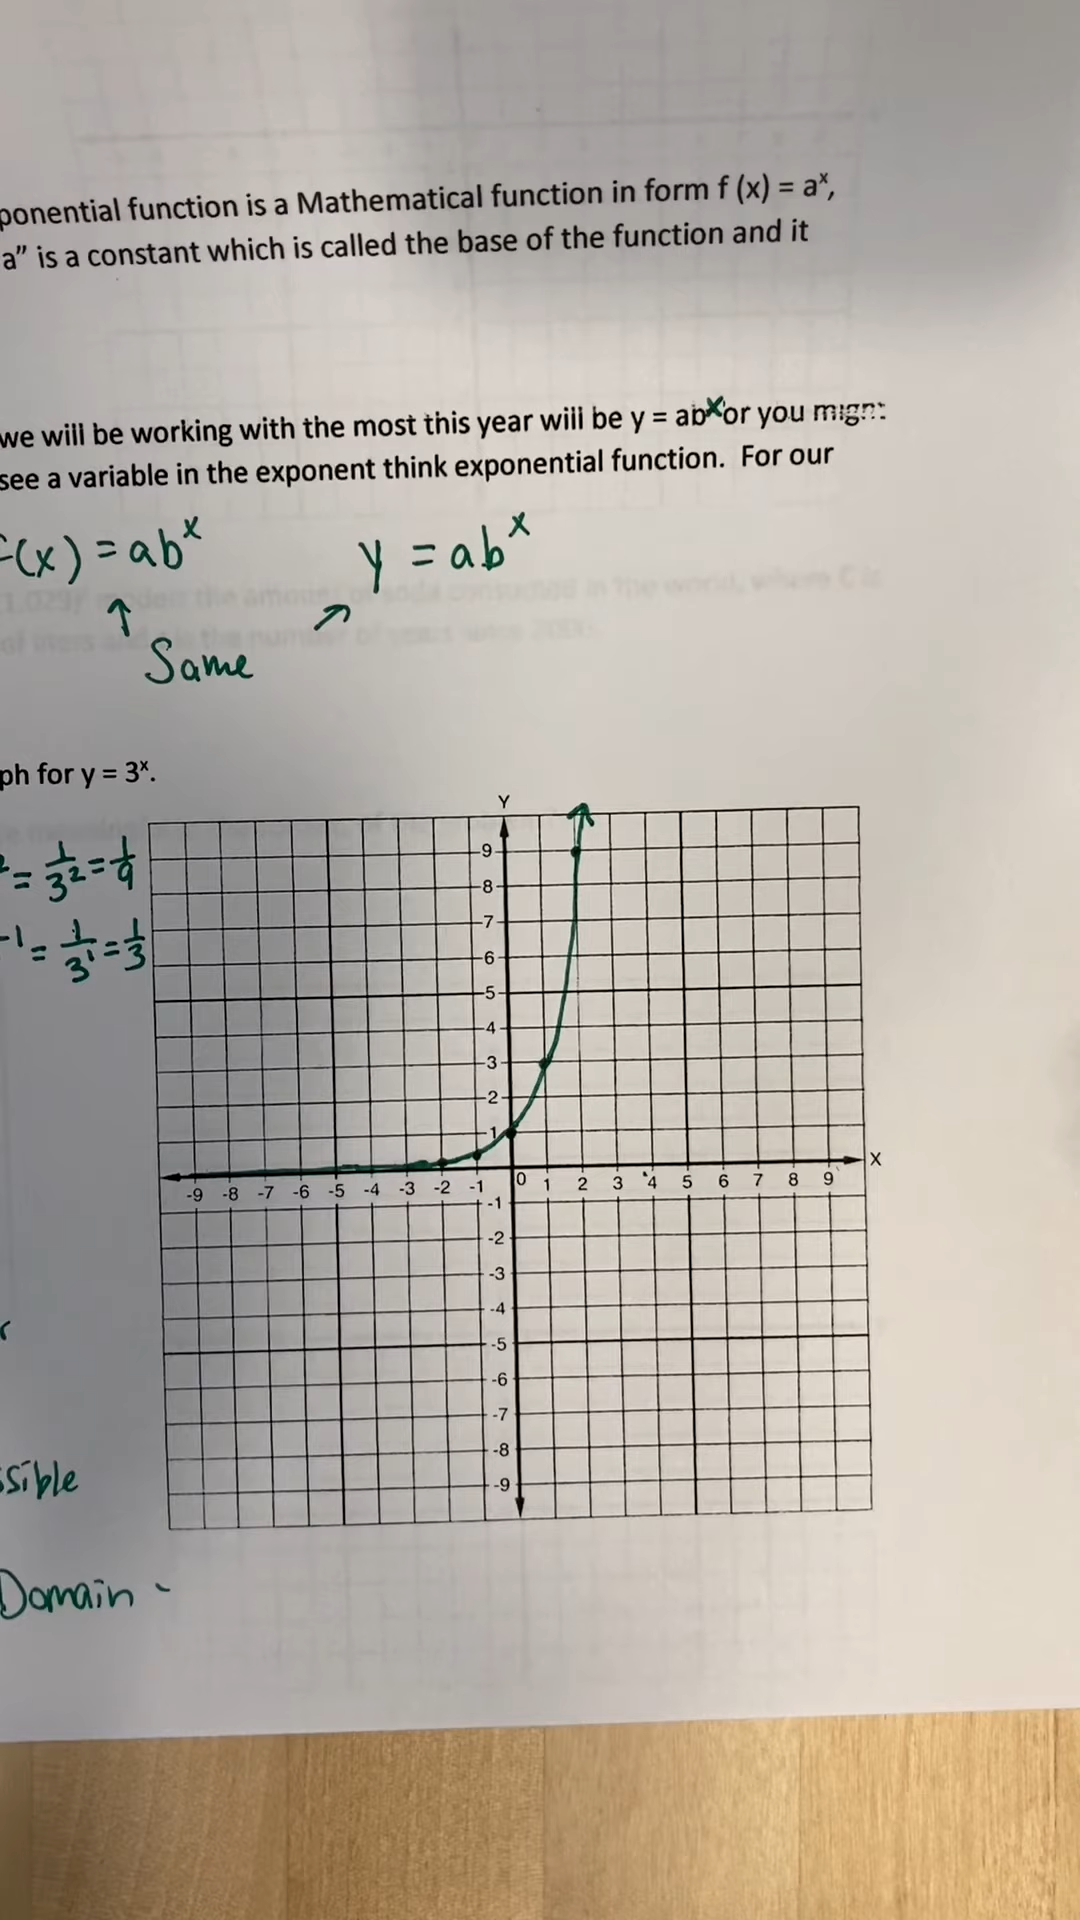 ponential function is a Mathematical function in form f (x) = aˣ,
a” is a constant which is called the base of the function and it
we will be working with the most this year will be y = abˣ or you might
see a variable in the exponent think exponential function. For our
f(x) = abˣ y = abˣ
↑ ↗
Same
ph for y = 3ˣ.
² = 1/3² = 1/9
-1 = 1/3¹ = 1/3
Y
9
8
7
6
5
4
3
2
1
X
-9 -8 -7 -6 -5 -4 -3 -2 -1 0 1 2 3 4 5 6 7 8 9
-1
-2
-3
-4
-5
-6
-7
-8
-9
r
ssible
Domain -